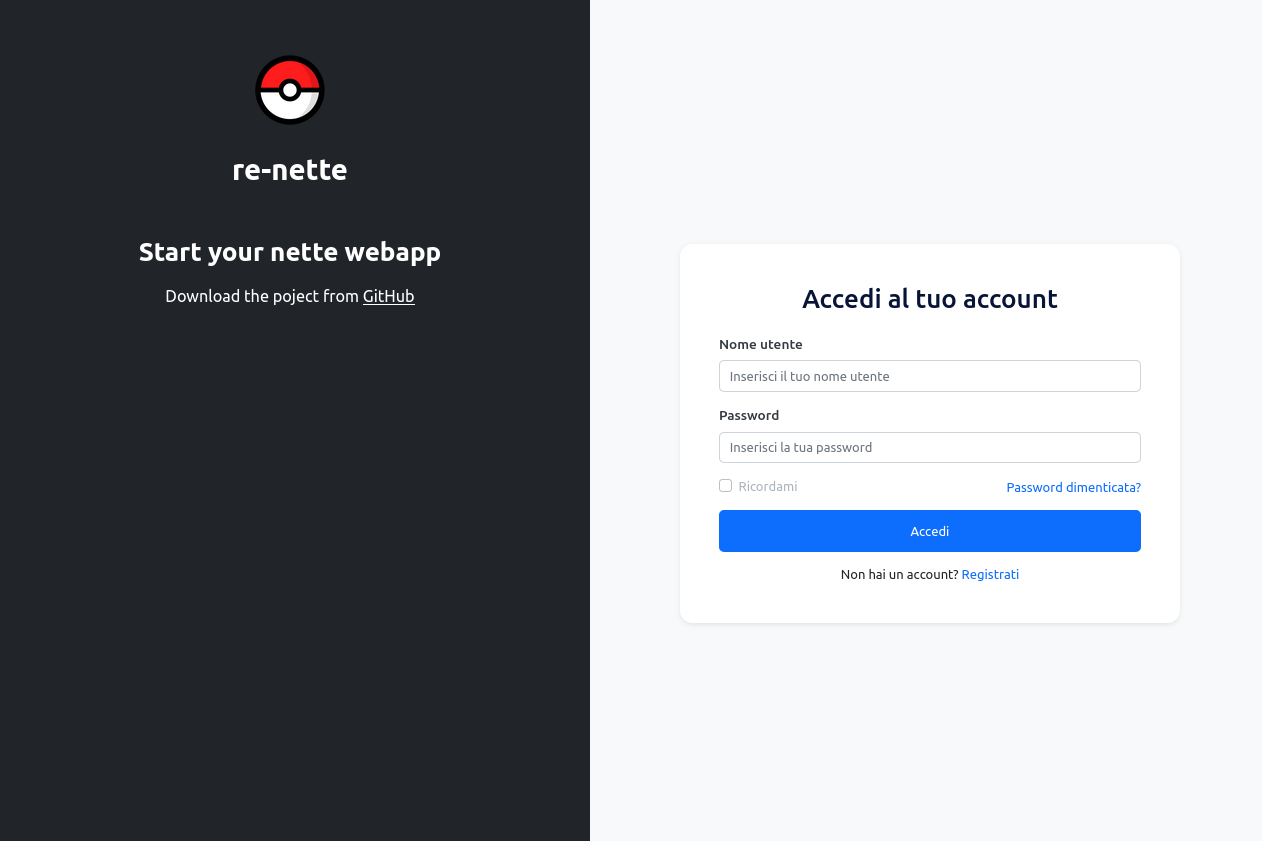 re-nette
Start your nette webapp
Download the poject from GitHub
Accedi al tuo account
Nome utente
Inserisci il tuo nome utente
Password
Inserisci la tua password
Ricordami
Password dimenticata?
Accedi
Non hai un account? Registrati